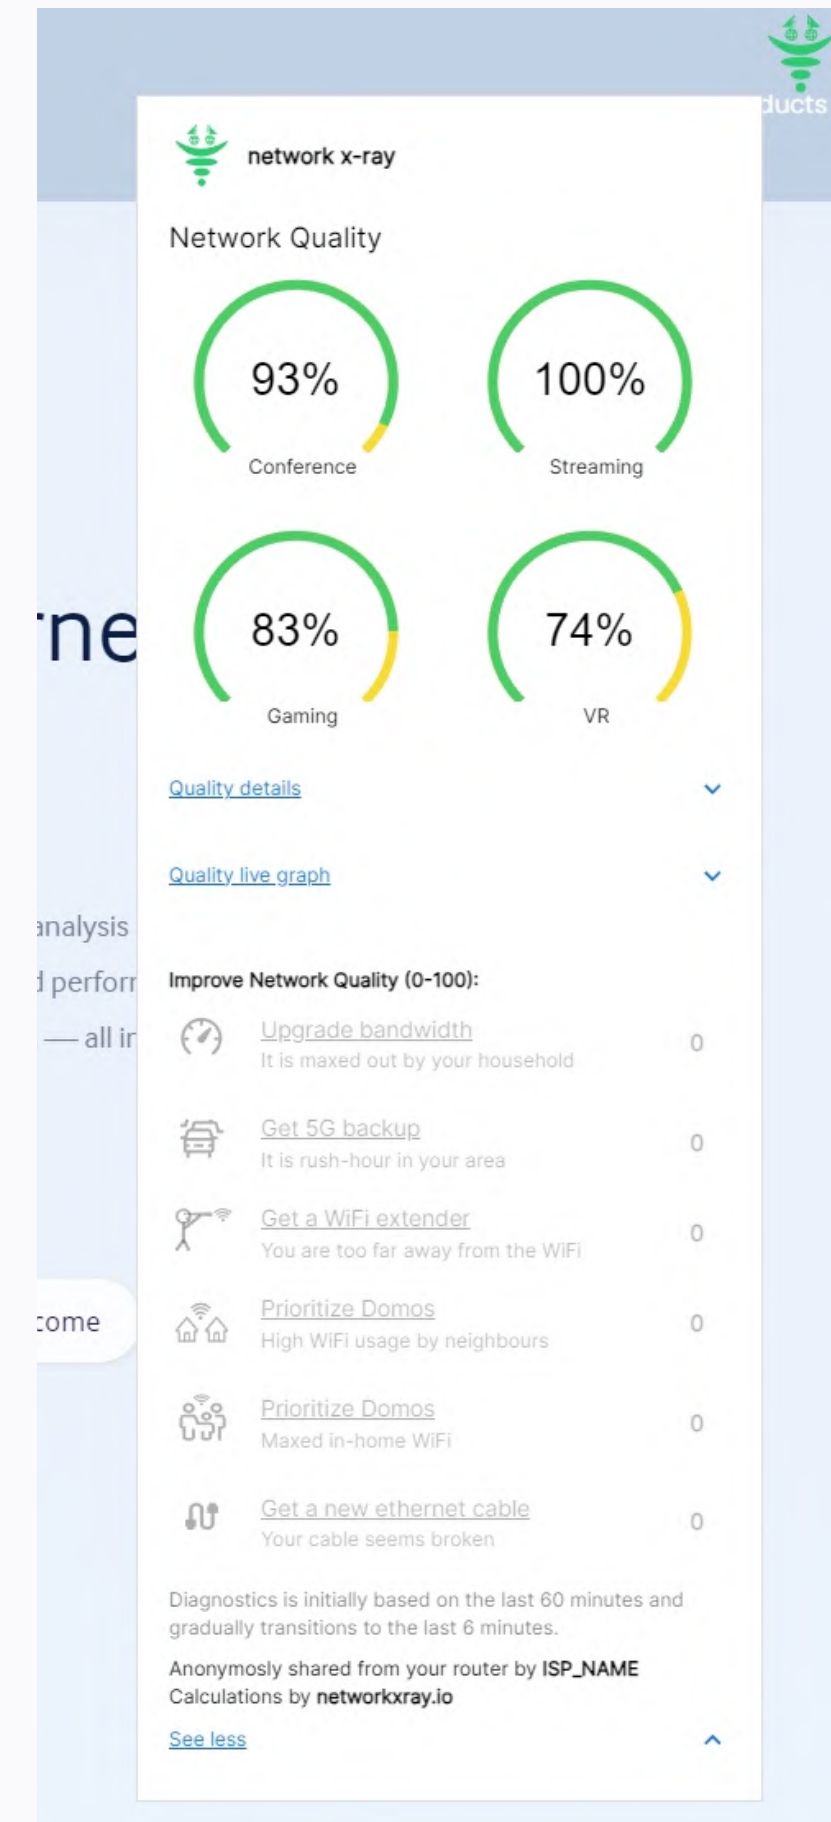 ducts
network x-ray
Network Quality
93%
Conference
100%
Streaming
83%
Gaming
74%
VR
rne
Quality details
Quality live graph
analysis
d perforr
— all ir
come
Improve Network Quality (0-100):
Upgrade bandwidth
It is maxed out by your household
0
Get 5G backup
It is rush-hour in your area
0
Get a WiFi extender
You are too far away from the WiFi
0
Prioritize Domos
High WiFi usage by neighbours
0
Prioritize Domos
Maxed in-home WiFi
0
Get a new ethernet cable
Your cable seems broken
0
Diagnostics is initially based on the last 60 minutes and
gradually transitions to the last 6 minutes.
Anonymosly shared from your router by ISP_NAME
Calculations by networkxray.io
See less